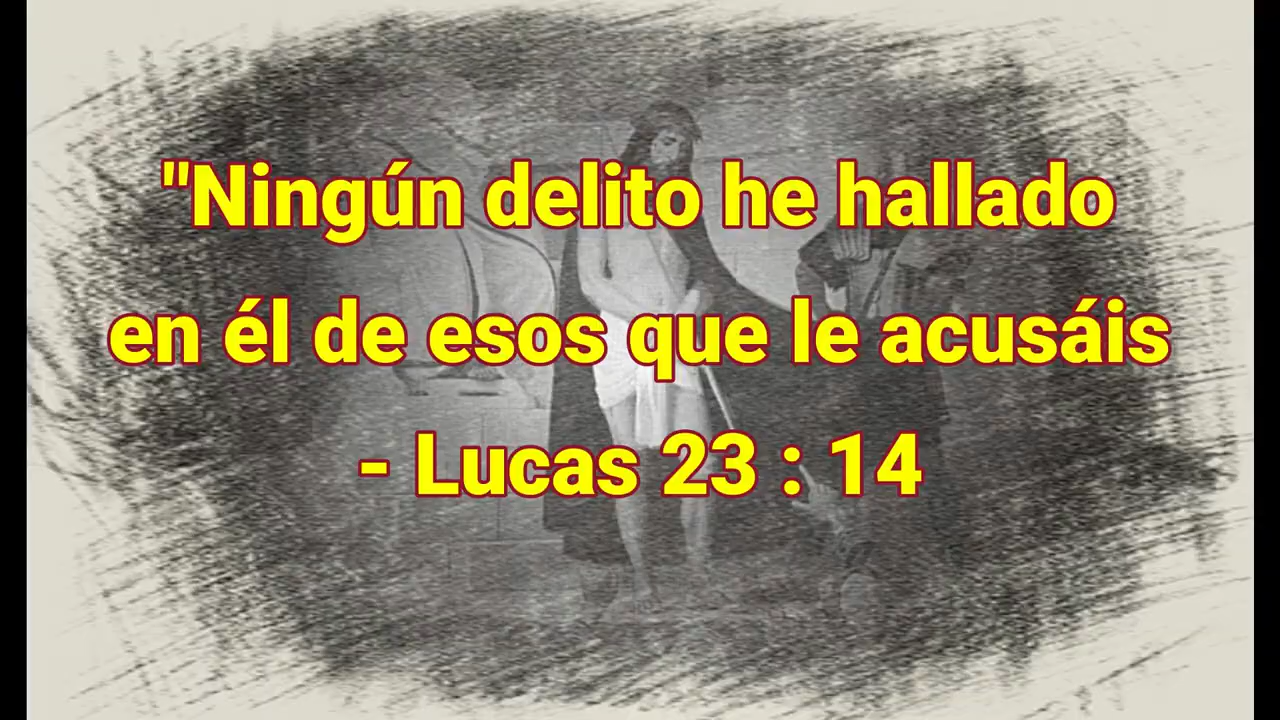 "Ningún delito he hallado
en él de esos que le acusáis
- Lucas 23 : 14